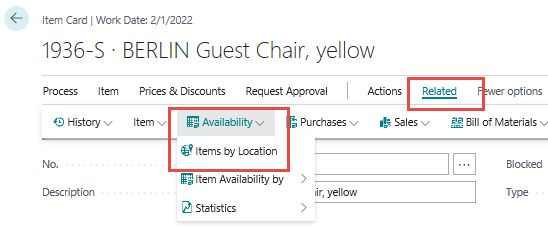 Item Card | Work Date: 2/1/2022
1936-S · BERLIN Guest Chair, yellow
Process Item Prices & Discounts Request Approval Actions Related Fewer options
History Item Availability Purchases Sales Bill of Materials
Items by Location
No. ... Blocked
Item Availability by
Description ir, yellow Type
Statistics